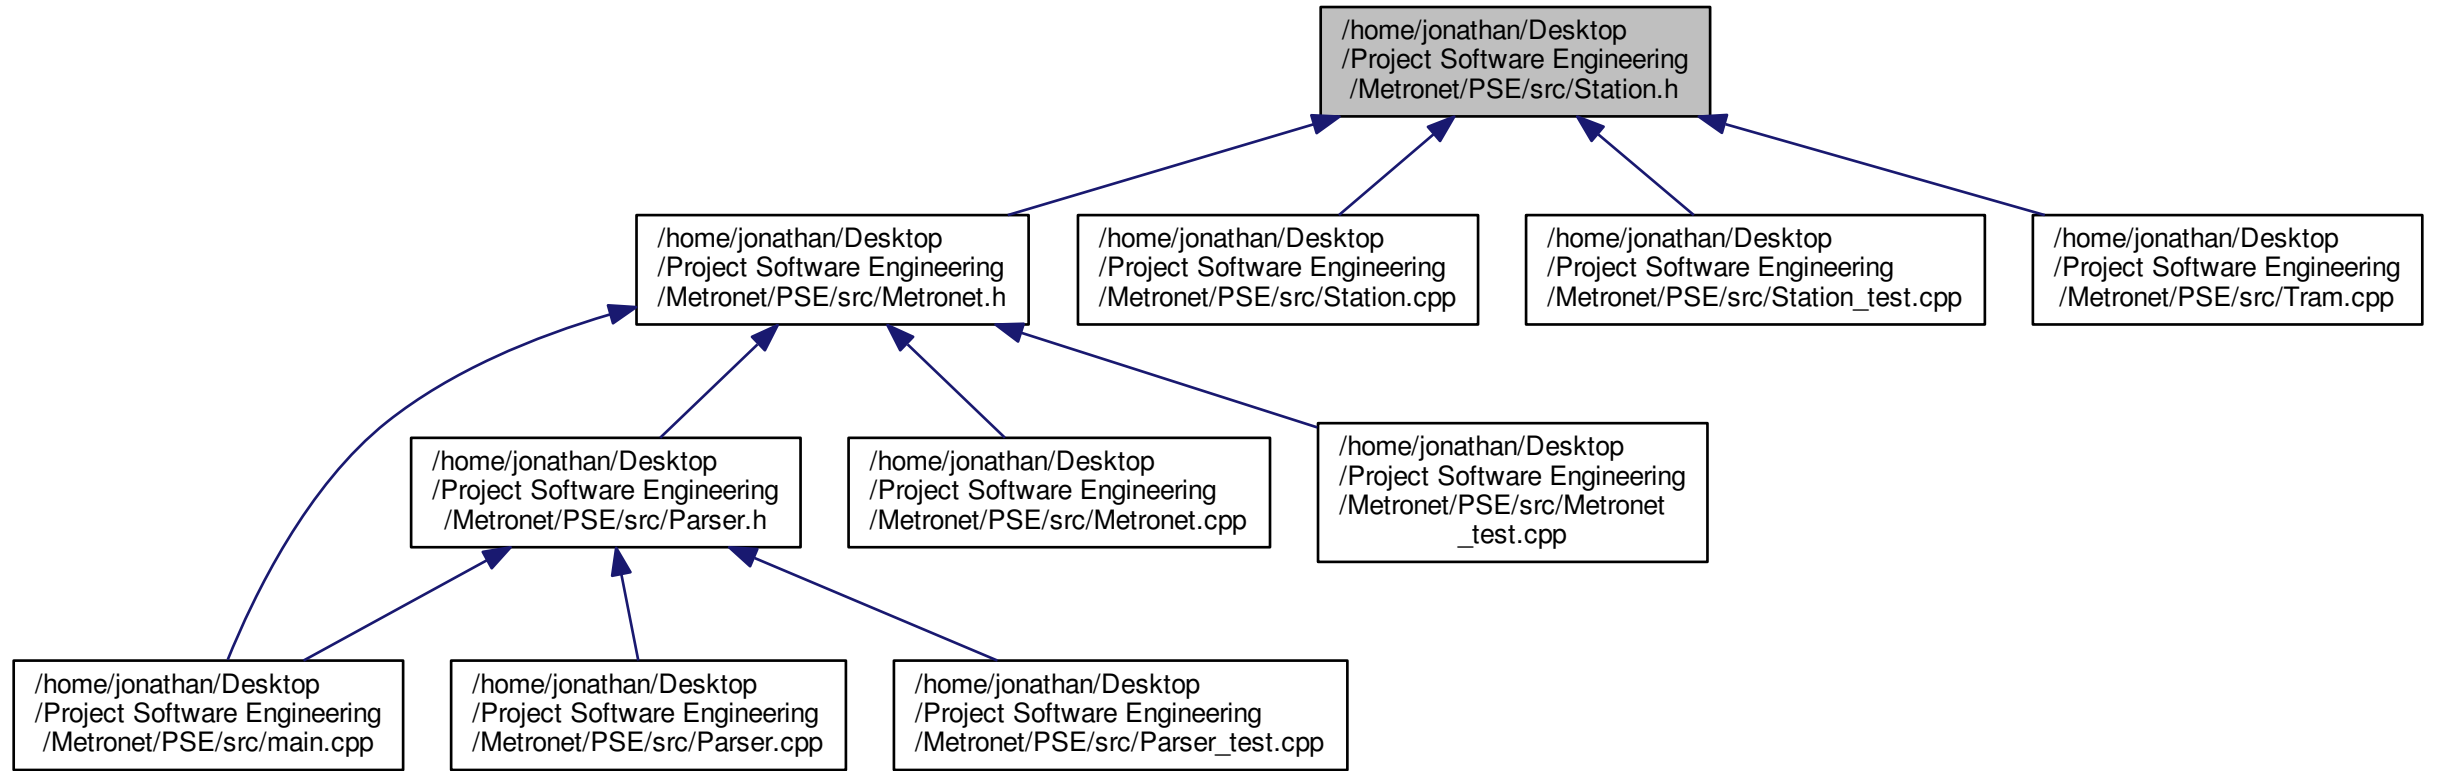 /home/jonathan/Desktop
/Project Software Engineering
/Metronet/PSE/src/Station.h
/home/jonathan/Desktop
/Project Software Engineering
/Metronet/PSE/src/Metronet.h
/home/jonathan/Desktop
/Project Software Engineering
/Metronet/PSE/src/Station.cpp
/home/jonathan/Desktop
/Project Software Engineering
/Metronet/PSE/src/Station_test.cpp
/home/jonathan/Desktop
/Project Software Engineering
/Metronet/PSE/src/Tram.cpp
/home/jonathan/Desktop
/Project Software Engineering
/Metronet/PSE/src/Parser.h
/home/jonathan/Desktop
/Project Software Engineering
/Metronet/PSE/src/Metronet.cpp
/home/jonathan/Desktop
/Project Software Engineering
/Metronet/PSE/src/Metronet
_test.cpp
/home/jonathan/Desktop
/Project Software Engineering
/Metronet/PSE/src/main.cpp
/home/jonathan/Desktop
/Project Software Engineering
/Metronet/PSE/src/Parser.cpp
/home/jonathan/Desktop
/Project Software Engineering
/Metronet/PSE/src/Parser_test.cpp